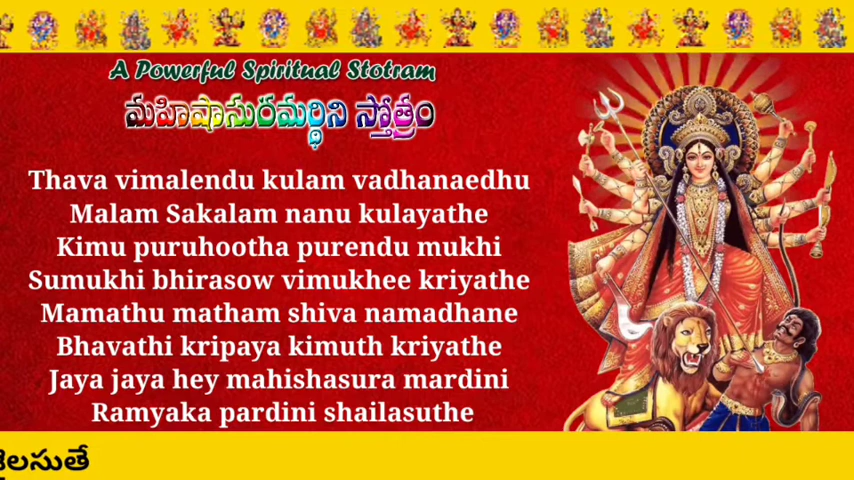 A Powerful Spiritual Stotram
మహిషాసురమర్ధిని స్తోత్రం
Thava vimalendu kulam vadhanaedhu
Malam Sakalam nanu kulayathe
Kimu puruhootha purendu mukhi
Sumukhi bhirasow vimukhee kriyathe
Mamathu matham shiva namadhane
Bhavathi kripaya kimuth kriyathe
Jaya jaya hey mahishasura mardini
Ramyaka pardini shailasuthe
శైలసుతే